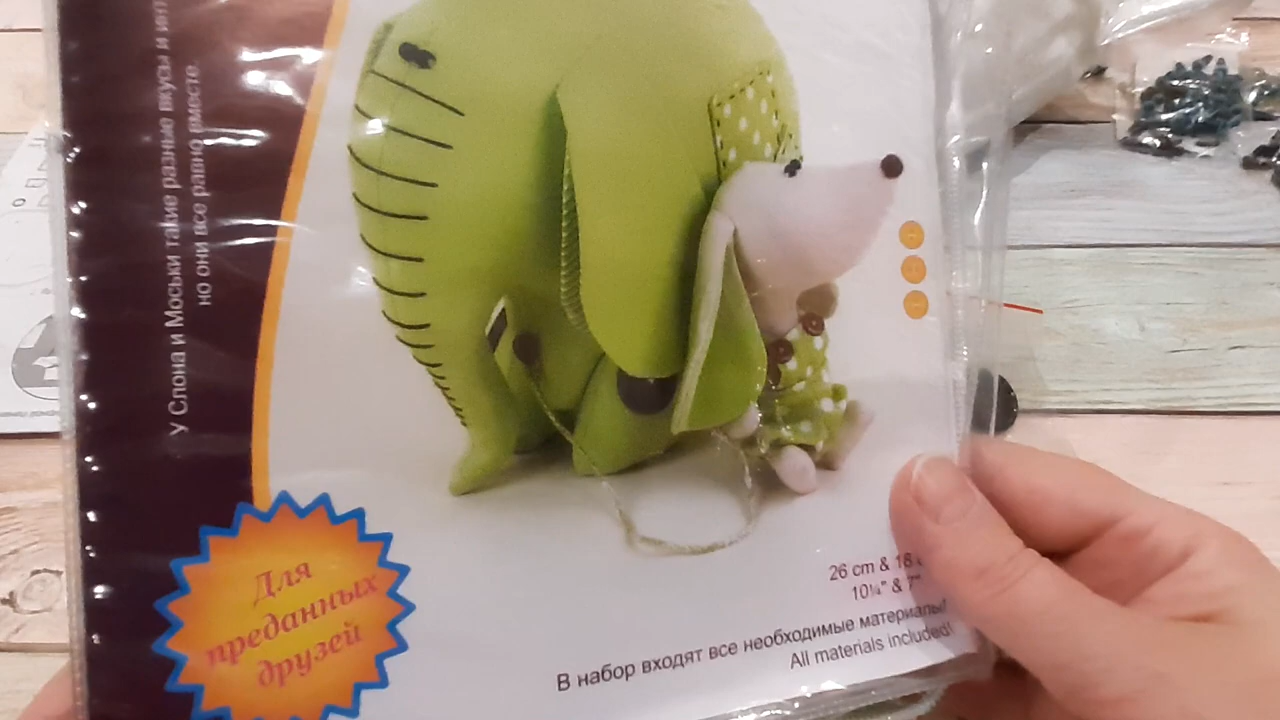 У Слона и Моськи такие разные вкусы и
но они все равно вместе.
Для
преданных
друзей
26 cm & 18
10¼" & 7"
В набор входят все необходимые материалы!
All materials included!